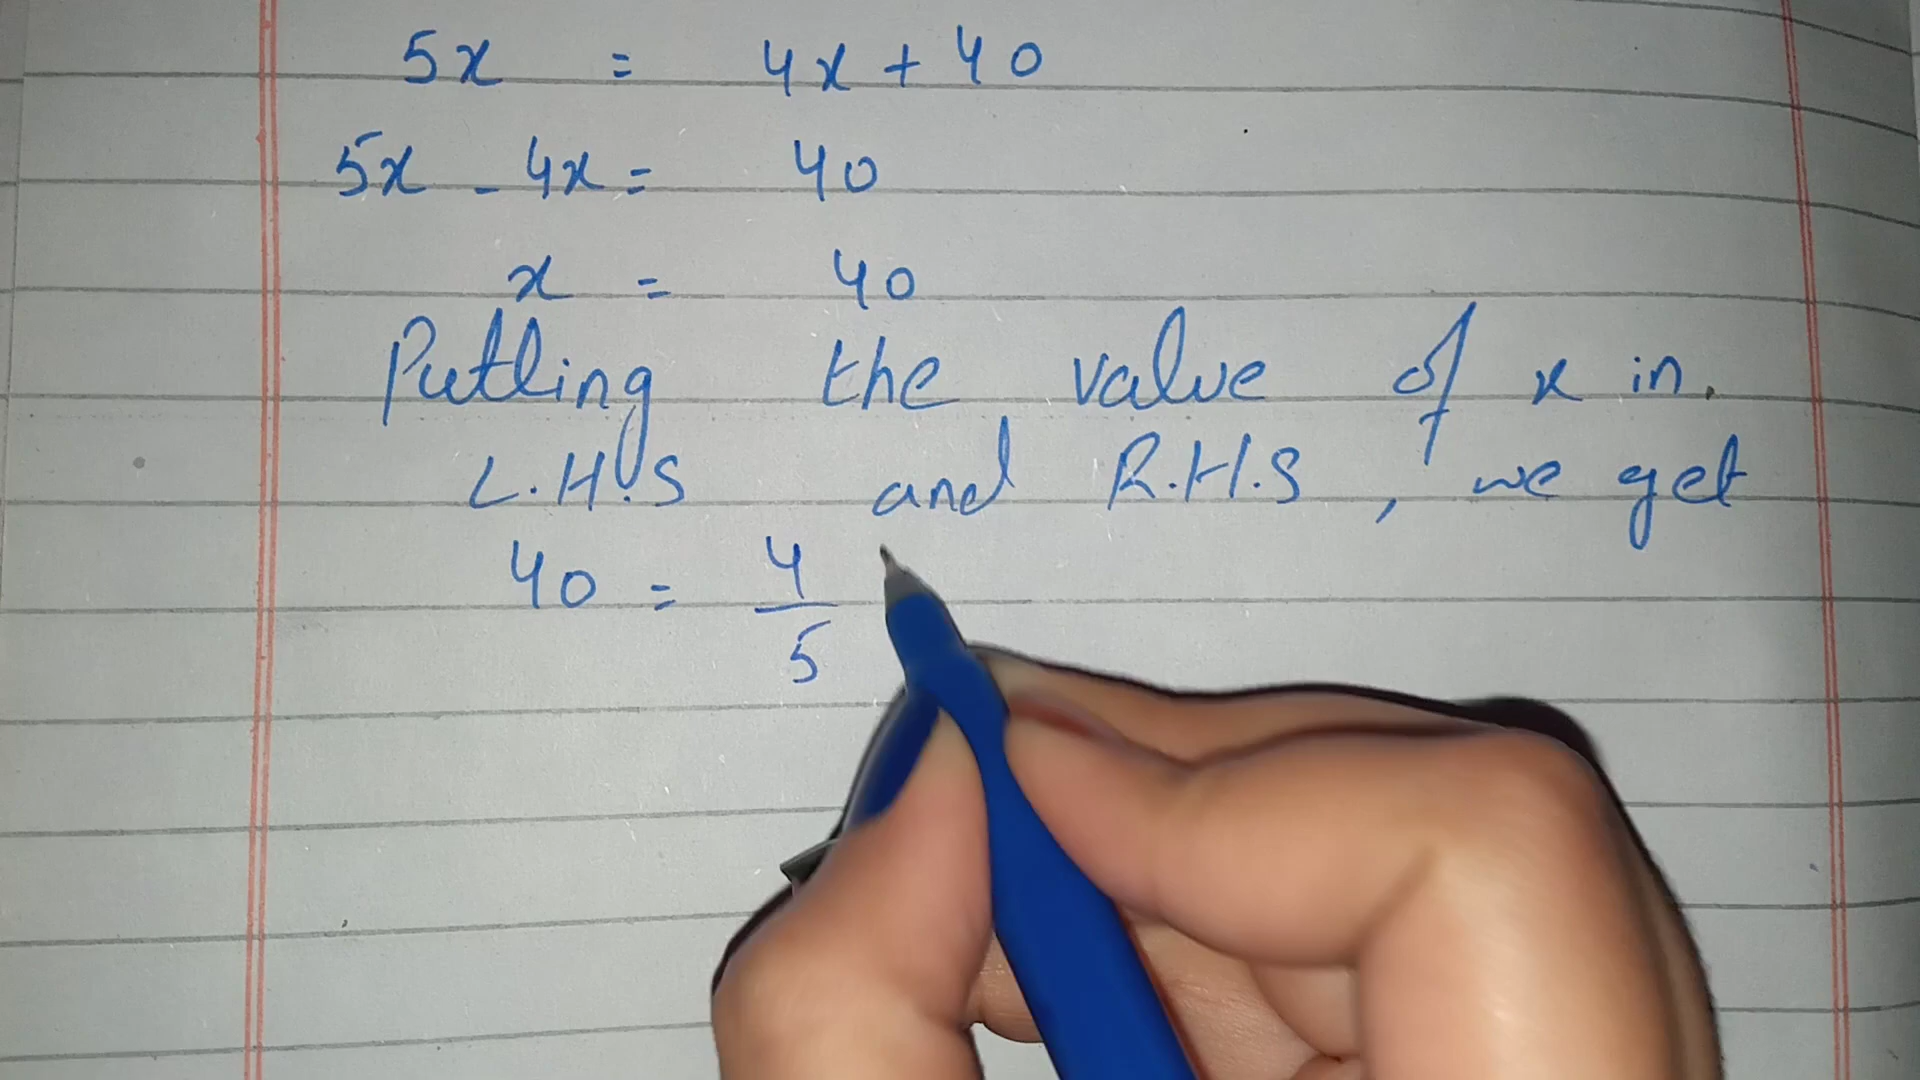 5x = 4x + 40
5x - 4x = 40
x = 40
Putting the value of x in.
L.H.S and R.H.S, we get
40 = 4/5